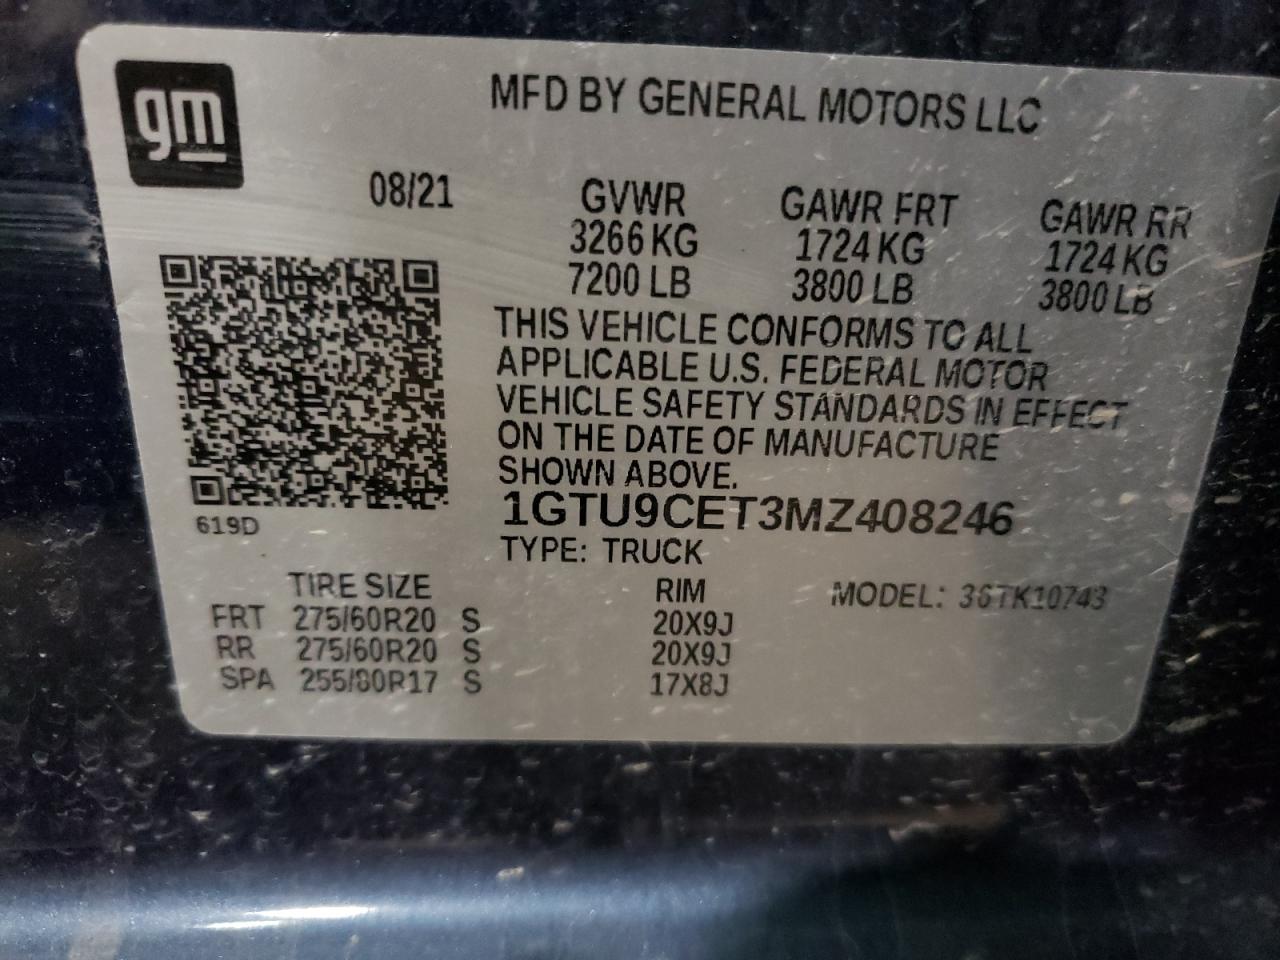 gm
MFD BY GENERAL MOTORS LLC
08/21
GVWR GAWR FRT GAWR RR
3266 KG 1724 KG 1724 KG
7200 LB 3800 LB 3800 LB
THIS VEHICLE CONFORMS TO ALL
APPLICABLE U.S. FEDERAL MOTOR
VEHICLE SAFETY STANDARDS IN EFFECT
ON THE DATE OF MANUFACTURE
SHOWN ABOVE.
1GTU9CET3MZ408246
619D
TYPE: TRUCK
TIRE SIZE RIM MODEL:
FRT 275/60R20 S 20X9J
RR 275/60R20 S 20X9J
SPA 255/80R17 S 17X8J